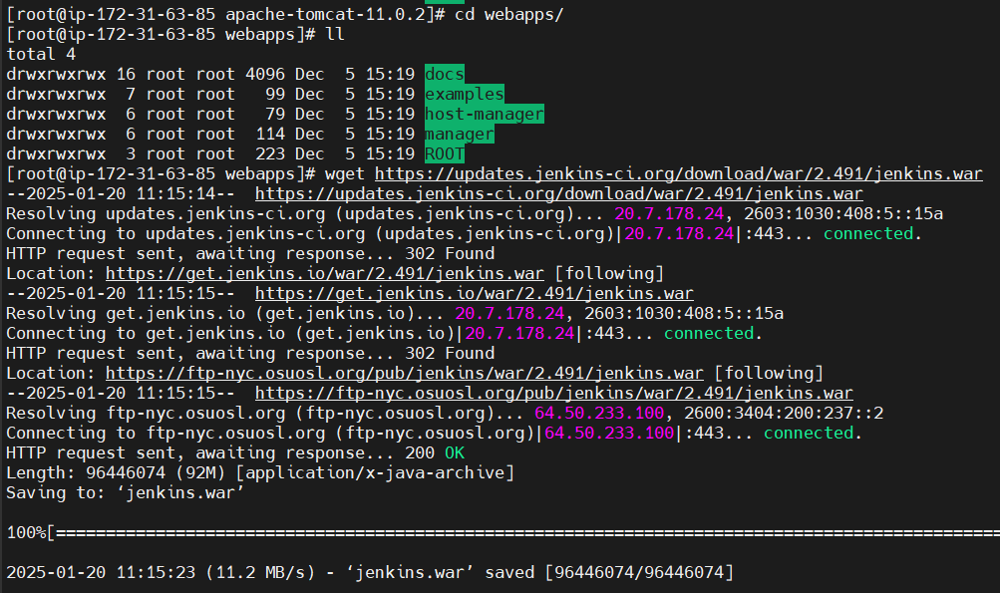 [root@ip-172-31-63-85 apache-tomcat-11.0.2]# cd webapps/
[root@ip-172-31-63-85 webapps]# ll
total 4
drwxrwxrwx 16 root root 4096 Dec  5 15:19 docs
drwxrwxrwx  7 root root   99 Dec  5 15:19 examples
drwxrwxrwx  6 root root   79 Dec  5 15:19 host-manager
drwxrwxrwx  6 root root  114 Dec  5 15:19 manager
drwxrwxrwx  3 root root  223 Dec  5 15:19 ROOT
[root@ip-172-31-63-85 webapps]# wget https://updates.jenkins-ci.org/download/war/2.491/jenkins.war
--2025-01-20 11:15:14--  https://updates.jenkins-ci.org/download/war/2.491/jenkins.war
Resolving updates.jenkins-ci.org (updates.jenkins-ci.org)... 20.7.178.24, 2603:1030:408:5::15a
Connecting to updates.jenkins-ci.org (updates.jenkins-ci.org)|20.7.178.24|:443... connected.
HTTP request sent, awaiting response... 302 Found
Location: https://get.jenkins.io/war/2.491/jenkins.war [following]
--2025-01-20 11:15:15--  https://get.jenkins.io/war/2.491/jenkins.war
Resolving get.jenkins.io (get.jenkins.io)... 20.7.178.24, 2603:1030:408:5::15a
Connecting to get.jenkins.io (get.jenkins.io)|20.7.178.24|:443... connected.
HTTP request sent, awaiting response... 302 Found
Location: https://ftp-nyc.osuosl.org/pub/jenkins/war/2.491/jenkins.war [following]
--2025-01-20 11:15:15--  https://ftp-nyc.osuosl.org/pub/jenkins/war/2.491/jenkins.war
Resolving ftp-nyc.osuosl.org (ftp-nyc.osuosl.org)... 64.50.233.100, 2600:3404:200:237::2
Connecting to ftp-nyc.osuosl.org (ftp-nyc.osuosl.org)|64.50.233.100|:443... connected.
HTTP request sent, awaiting response... 200 OK
Length: 96446074 (92M) [application/x-java-archive]
Saving to: ‘jenkins.war’
100%[===============================================================================================
2025-01-20 11:15:23 (11.2 MB/s) - ‘jenkins.war’ saved [96446074/96446074]